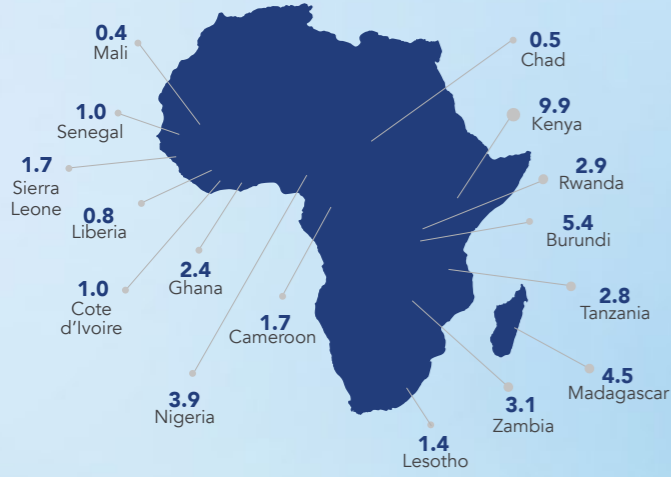 0.4
Mali
0.5
Chad
1.0
Senegal
9.9
Kenya
1.7
Sierra
Leone
2.9
Rwanda
0.8
Liberia
5.4
Burundi
2.4
Ghana
1.0
Cote
d’Ivoire
2.8
Tanzania
1.7
Cameroon
4.5
Madagascar
3.9
Nigeria
3.1
Zambia
1.4
Lesotho